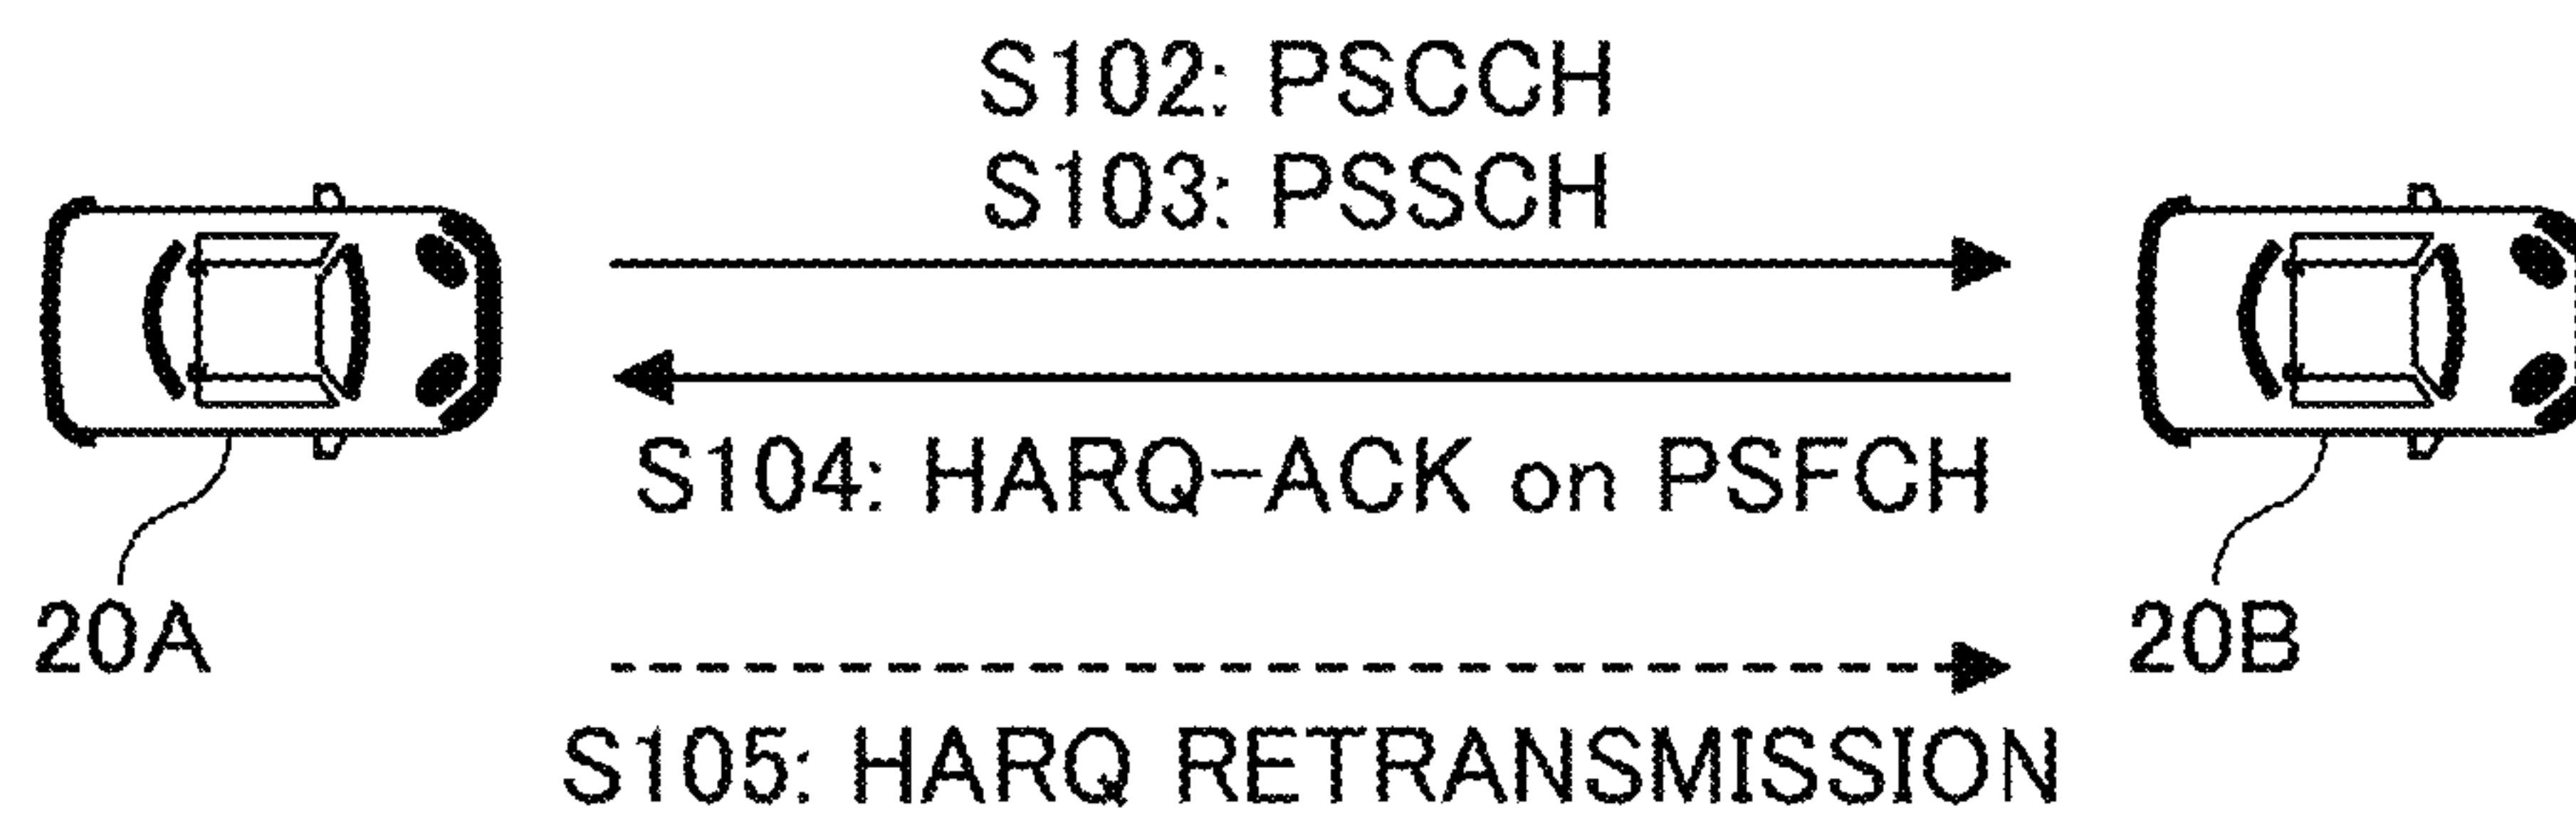 S102: PSCCH
S103: PSSCH
S104: HARQ-ACK on PSFCH
20A
20B
S105: HARQ RETRANSMISSION